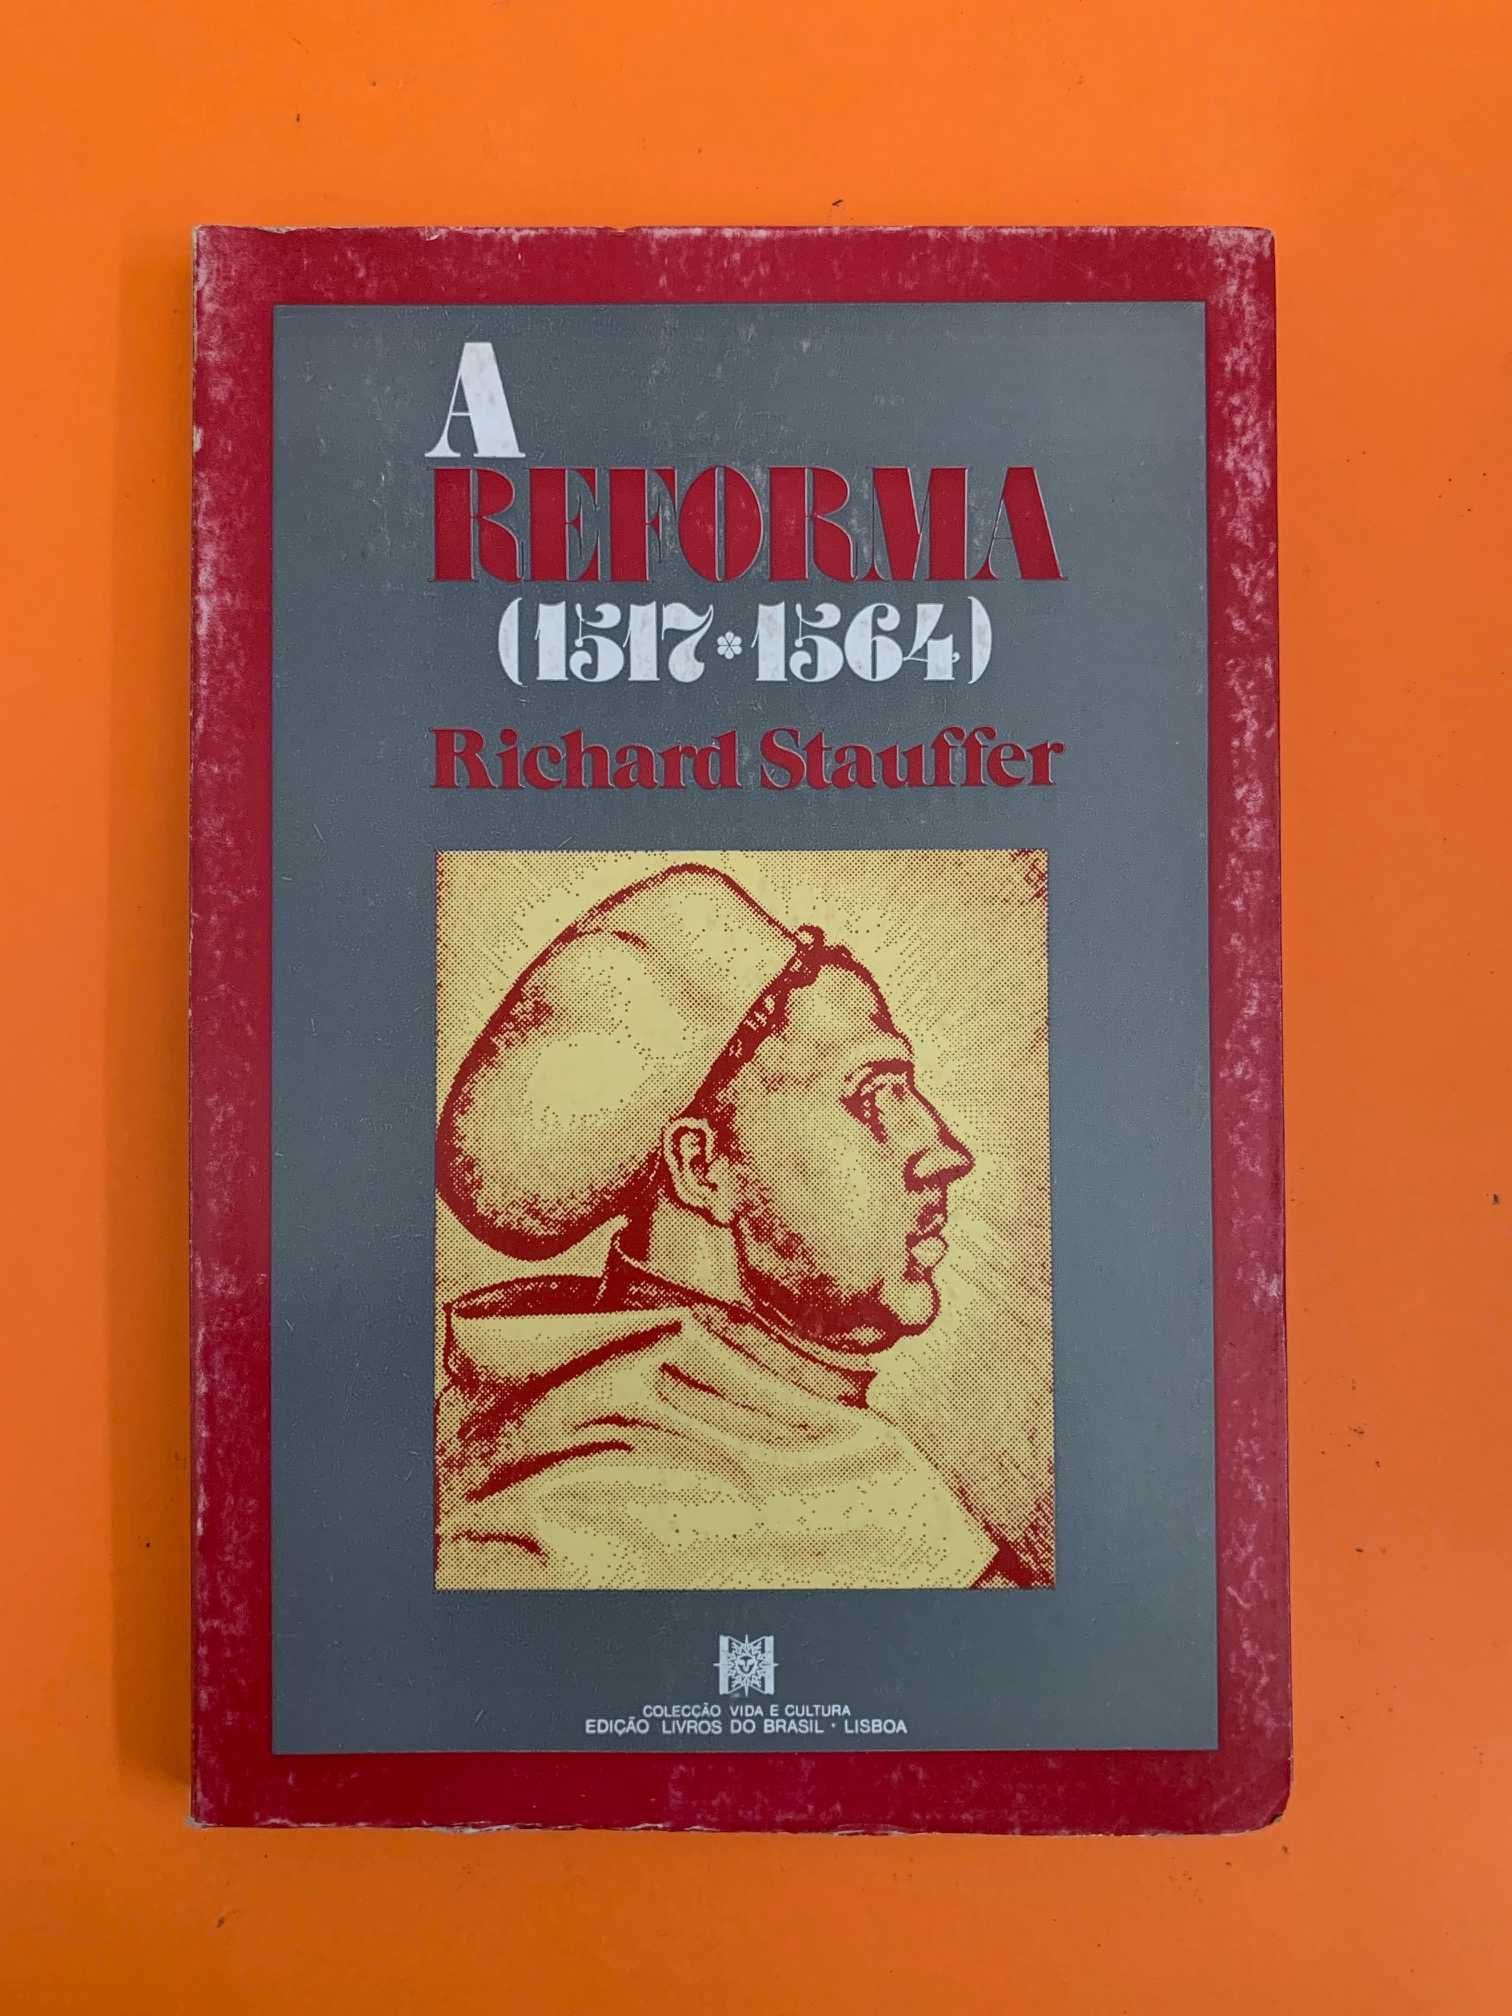 A
REFORMA
(1517*1564)
Richard Stauffer
COLECÇÃO VIDA E CULTURA
EDIÇÃO LIVROS DO BRASIL · LISBOA